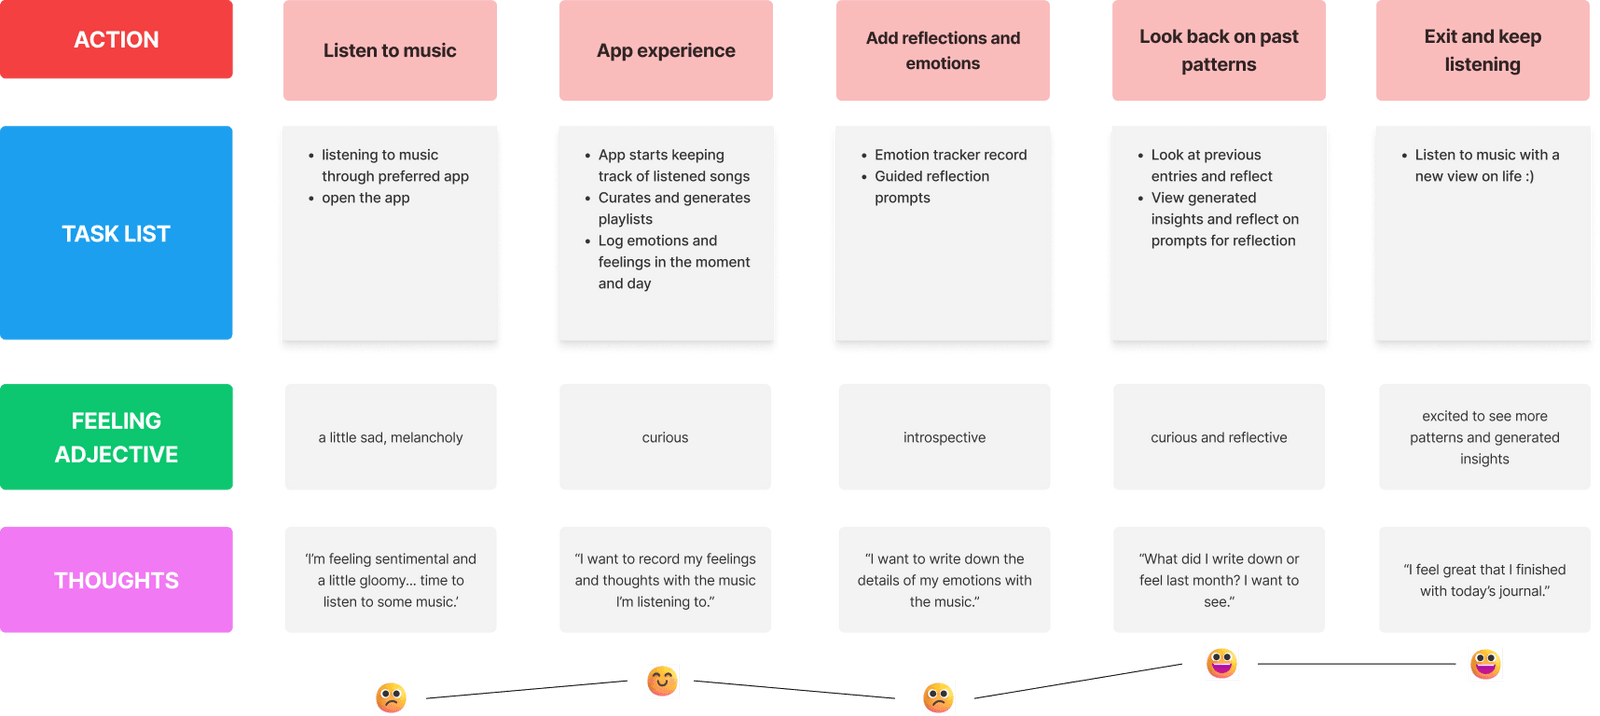 ACTION
Listen to music
App experience
Add reflections and
emotions
Look back on past
patterns
Exit and keep
listening
TASK LIST
• listening to music
through preferred app
• open the app
• App starts keeping
track of listened songs
• Curates and generates
playlists
• Log emotions and
feelings in the moment
and day
• Emotion tracker record
• Guided reflection
prompts
• Look at previous
entries and reflect
• View generated
insights and reflect on
prompts for reflection
• Listen to music with a
new view on life :)
FEELING
ADJECTIVE
a little sad, melancholy
curious
introspective
curious and reflective
excited to see more
patterns and generated
insights
THOUGHTS
‘I’m feeling sentimental and
a little gloomy... time to
listen to some music.’
“I want to record my feelings
and thoughts with the music
I’m listening to.”
“I want to write down the
details of my emotions with
the music.”
“What did I write down or
feel last month? I want to
see.”
“I feel great that I finished
with today’s journal.”